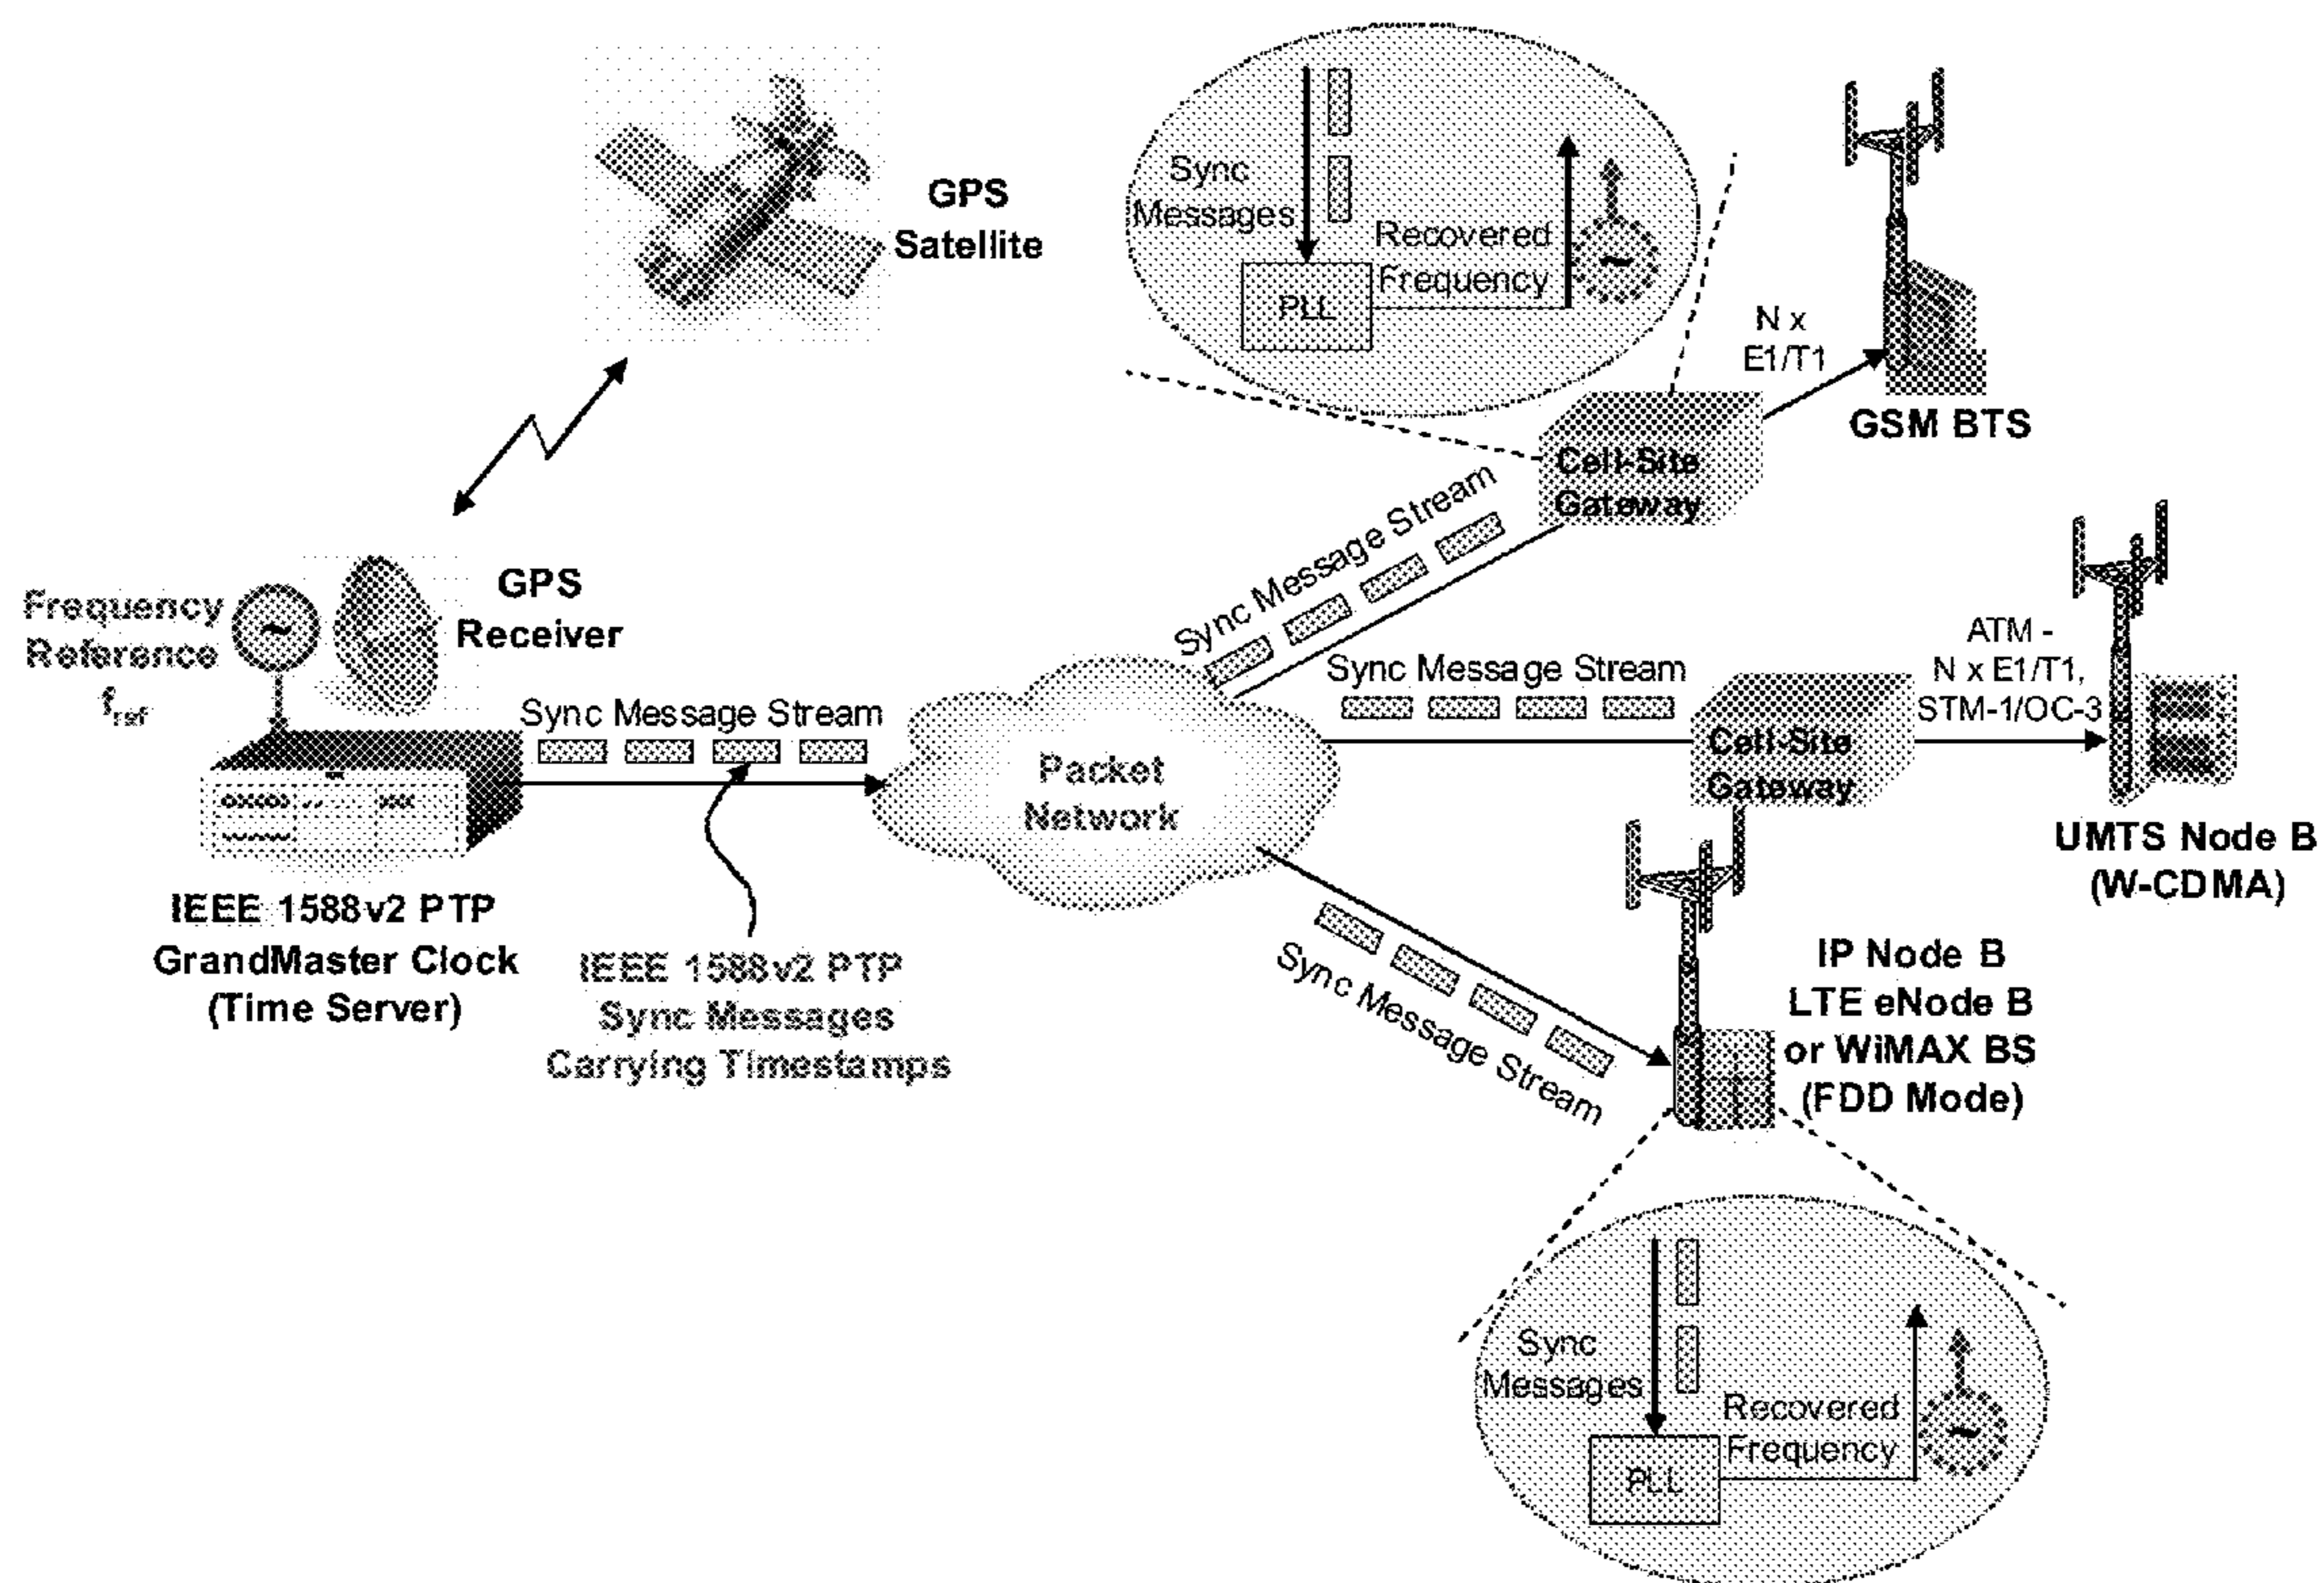 GPS
Satellite
Sync
Messages
Recovered
Frequency
PLL
N x
E1/T1
GSM BTS
Cell-Site
Gateway
Sync Message Stream
Frequency
Reference
fref
GPS
Receiver
Sync Message Stream
Packet
Network
Sync Message Stream
Cell-Site
Gateway
ATM -
N x E1/T1,
STM-1/OC-3
UMTS Node B
(W-CDMA)
IEEE 1588v2 PTP
GrandMaster Clock
(Time Server)
IEEE 1588v2 PTP
Sync Messages
Carrying Timestamps
Sync Message Stream
IP Node B
LTE eNode B
or WiMAX BS
(FDD Mode)
Sync
Messages
Recovered
Frequency
PLL